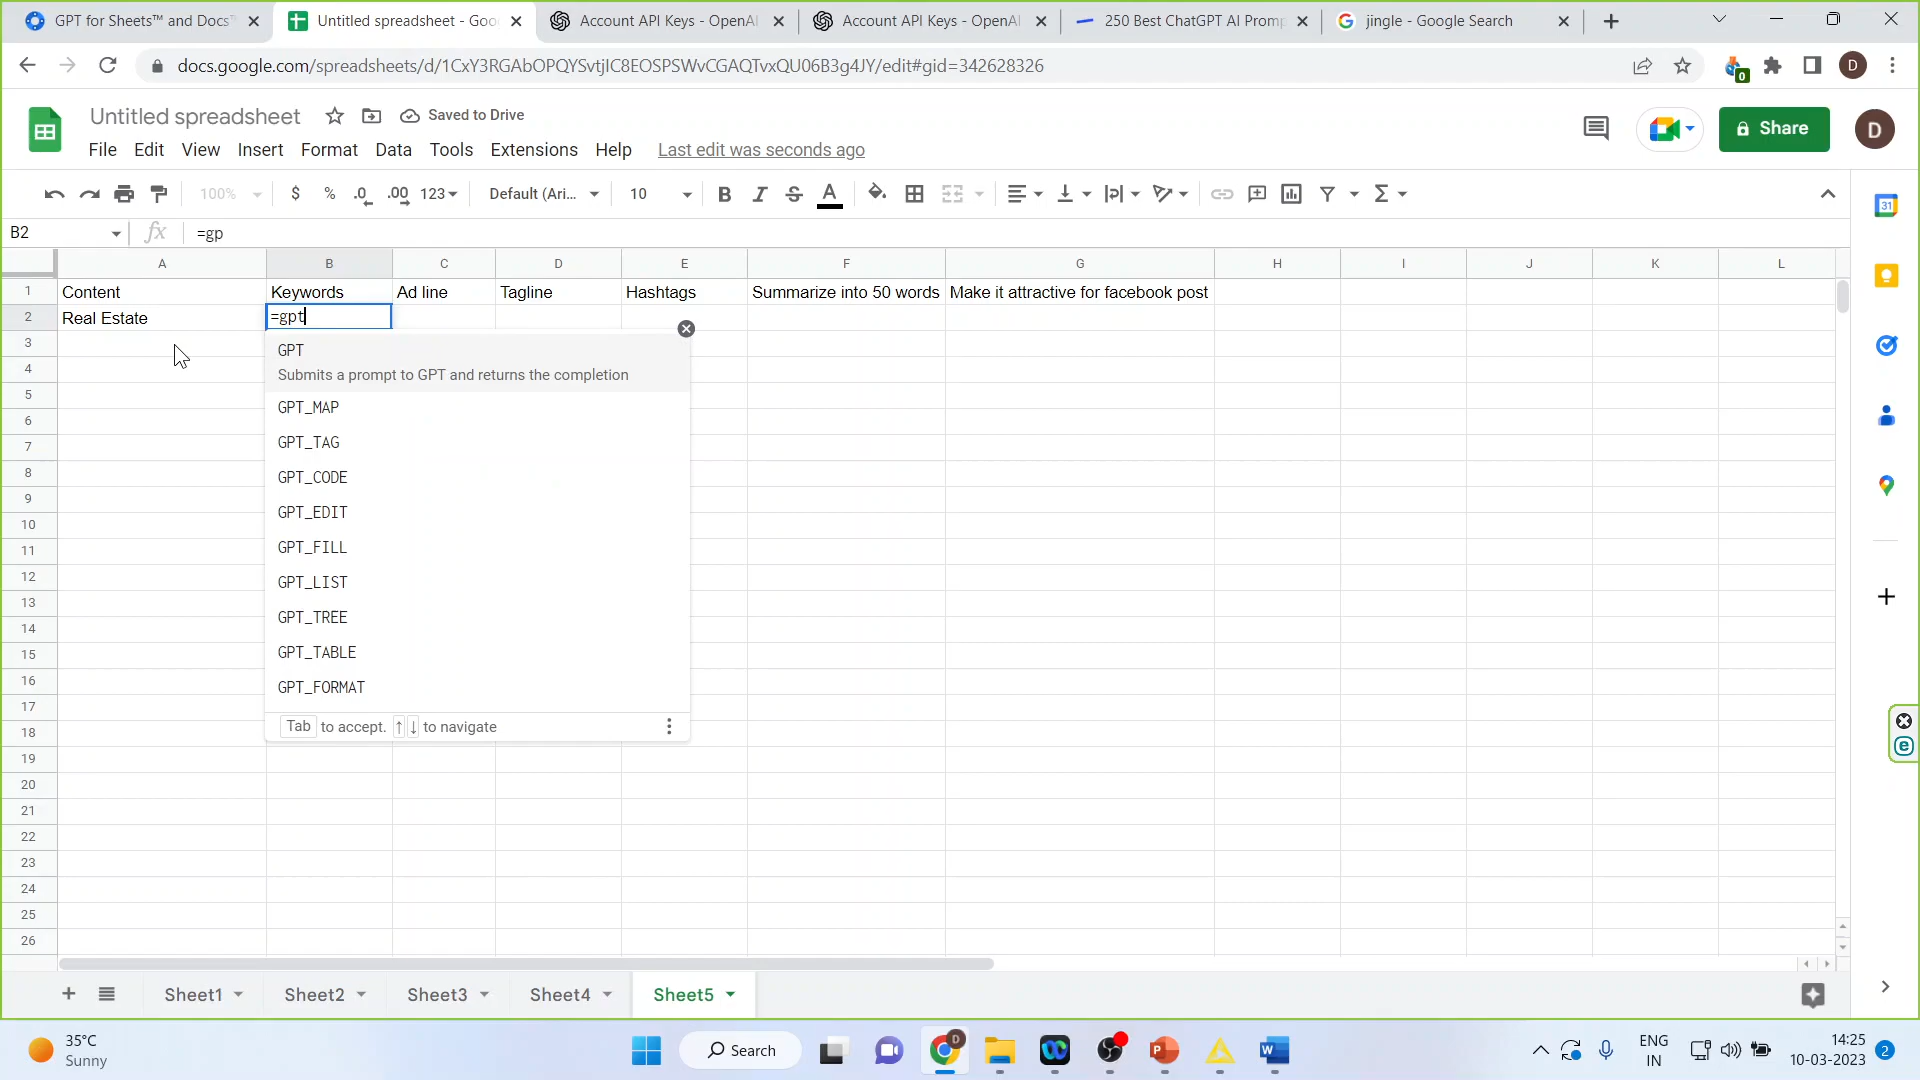 GPT for Sheets™ and Docs™
Untitled spreadsheet - Goo
Account API Keys - OpenAI
Account API Keys - OpenAI
250 Best ChatGPT AI Promp
jingle - Google Search
docs.google.com/spreadsheets/d/1CxY3RGAbOPQYSvtjIC8EOSPSWvCGAQTvxQU06B3g4JY/edit#gid=342628326
0
D
Untitled spreadsheet
Saved to Drive
File Edit View Insert Format Data Tools Extensions Help Last edit was seconds ago
Share
D
100% $ % .0 .00 123 Default (Ari... 10 B I S A Σ
31
B2 fx =gp
A B C D E F G H I J K L
1 Content Keywords Ad line Tagline Hashtags Summarize into 50 words Make it attractive for facebook post
2 Real Estate =gpt
3
4
5
6
7
8
9
10
11
12
13
14
15
16
17
18
19
20
21
22
23
24
25
26
GPT
Submits a prompt to GPT and returns the completion
GPT_MAP
GPT_TAG
GPT_CODE
GPT_EDIT
GPT_FILL
GPT_LIST
GPT_TREE
GPT_TABLE
GPT_FORMAT
Tab to accept. ↑ ↓ to navigate
e
Sheet1 Sheet2 Sheet3 Sheet4 Sheet5
35°C
Sunny
Search
D
P
W
ENG
IN
14:25
10-03-2023
2